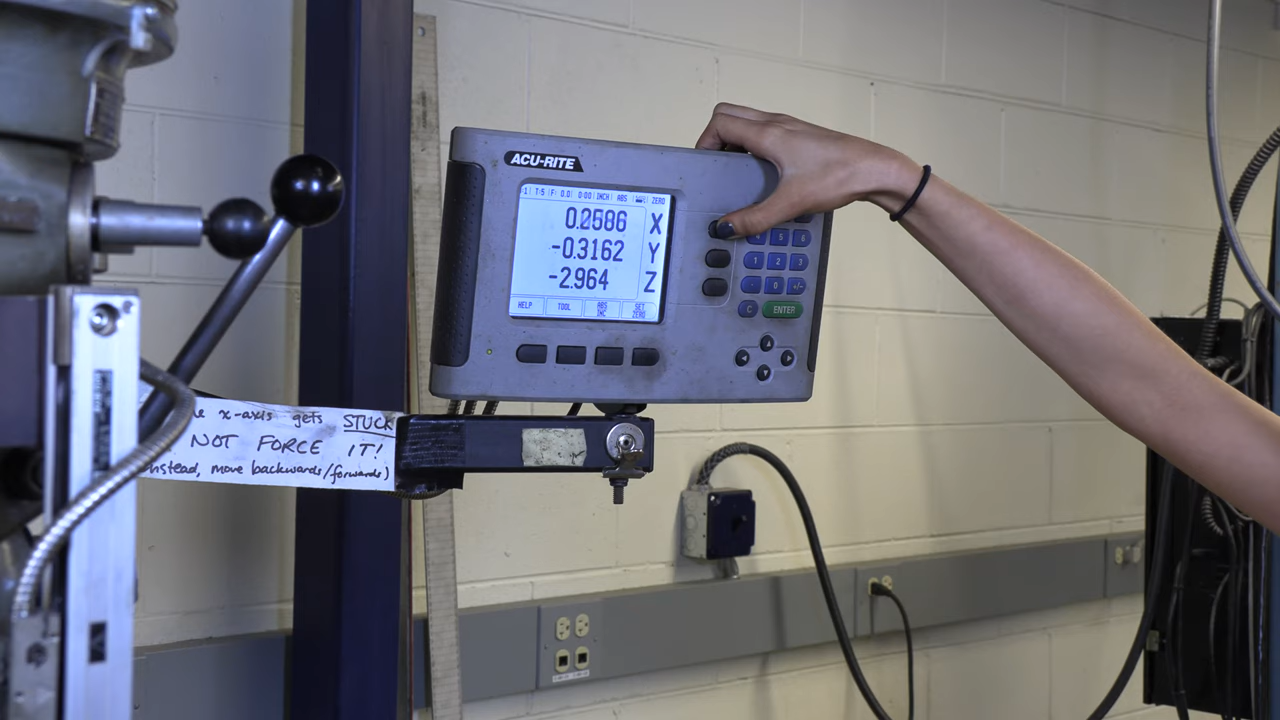 ACU-RITE
T:5 F: 0.0 0:00 INCH ABS ZERO
0.2586 X
-0.3162 Y
-2.964 Z
HELP TOOL ABS INC SET ZERO
4 5 6
1 2 3
. 0 +/-
C ENTER
x-axis gets STUCK
NOT FORCE IT!
instead, move backwards/forwards)